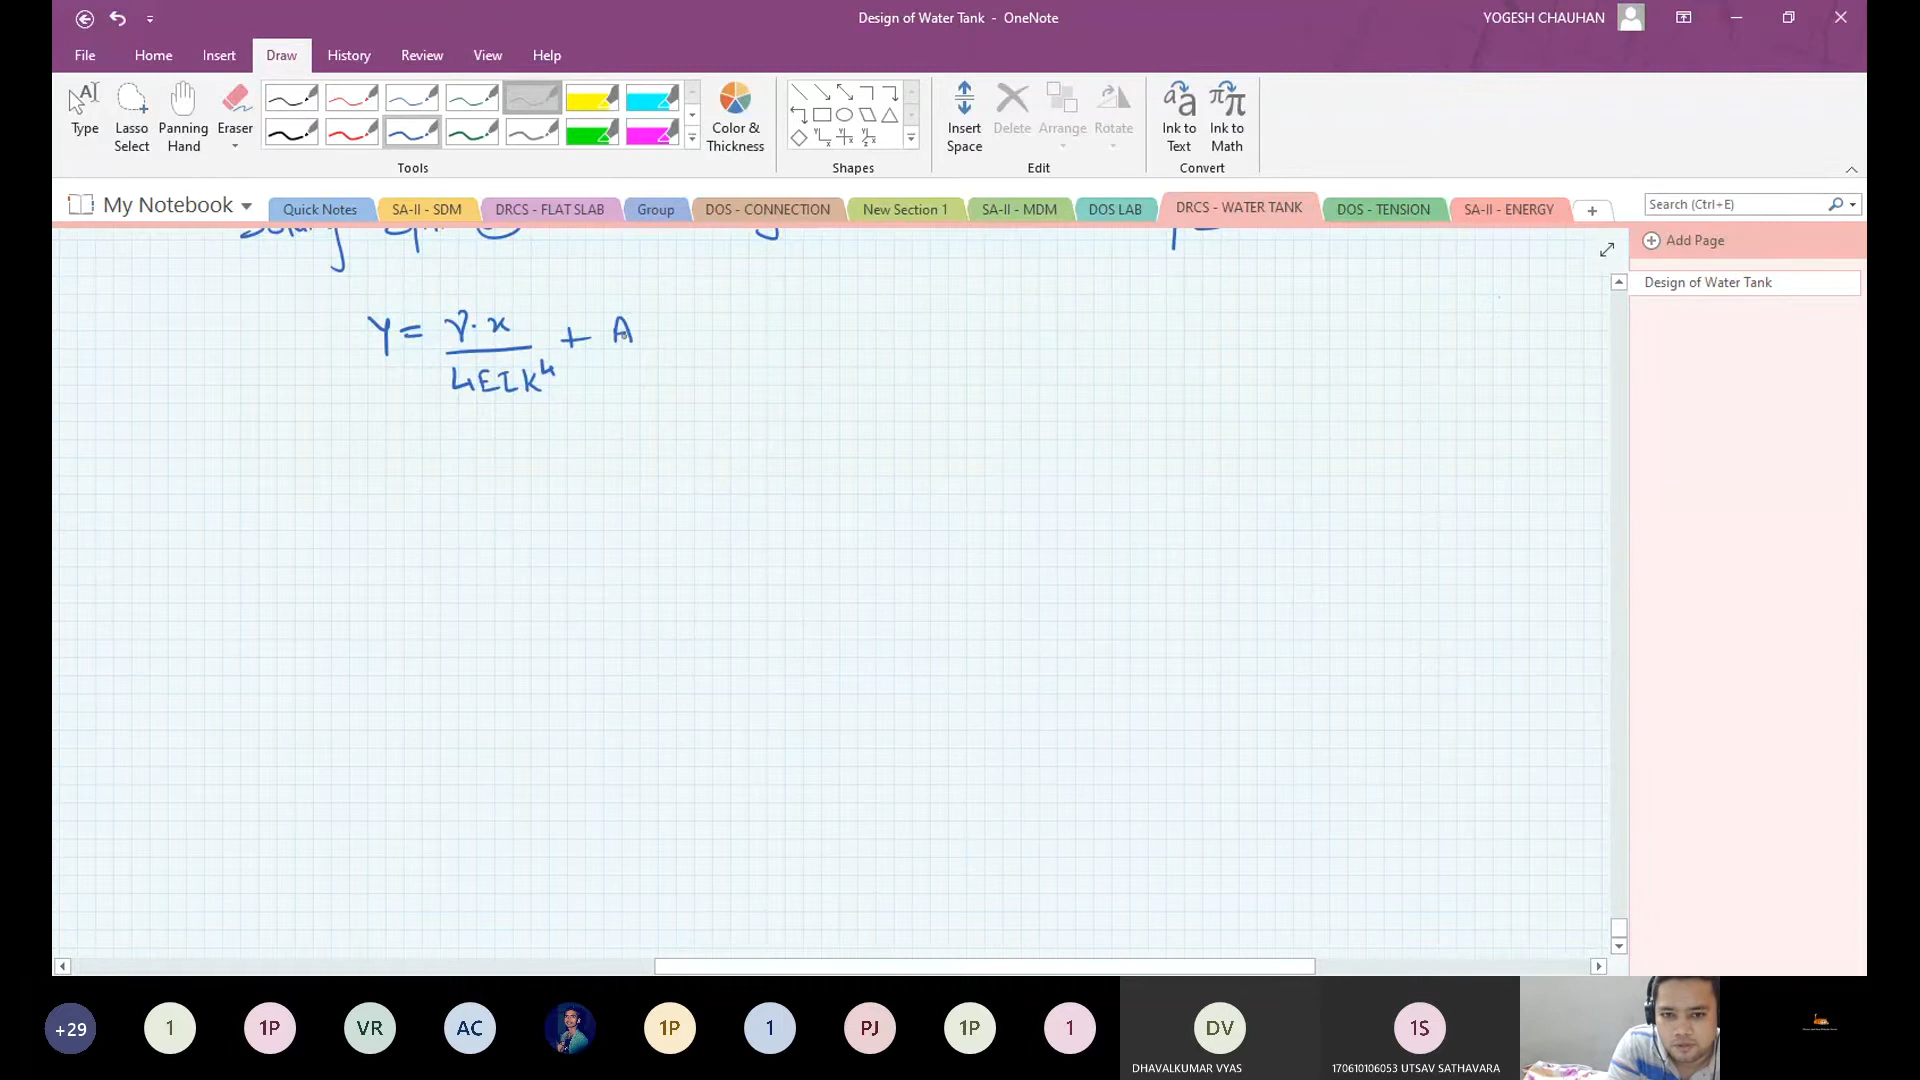 Design of Water Tank - OneNote
YOGESH CHAUHAN
File Home Insert Draw History Review View Help
Type
Lasso Select
Panning Hand
Eraser
Color & Thickness
Insert Space
Delete
Arrange
Rotate
Ink to Text
Ink to Math
Tools
Shapes
Edit
Convert
My Notebook
Quick Notes
SA-II - SDM
DRCS - FLAT SLAB
Group
DOS - CONNECTION
New Section 1
SA-II - MDM
DOS LAB
DRCS - WATER TANK
DOS - TENSION
SA-II - ENERGY
Search (Ctrl+E)
Add Page
Design of Water Tank
Y = γ·x / 4EIK⁴ + A
+29
1
1P
VR
AC
1P
1
PJ
1P
1
DV
1S
DHAVALKUMAR VYAS
170610106053 UTSAV SATHAVARA